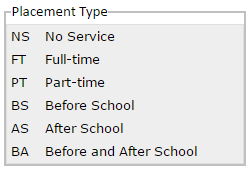 Placement Type
NS No Service
FT Full-time
PT Part-time
BS Before School
AS After School
BA Before and After School